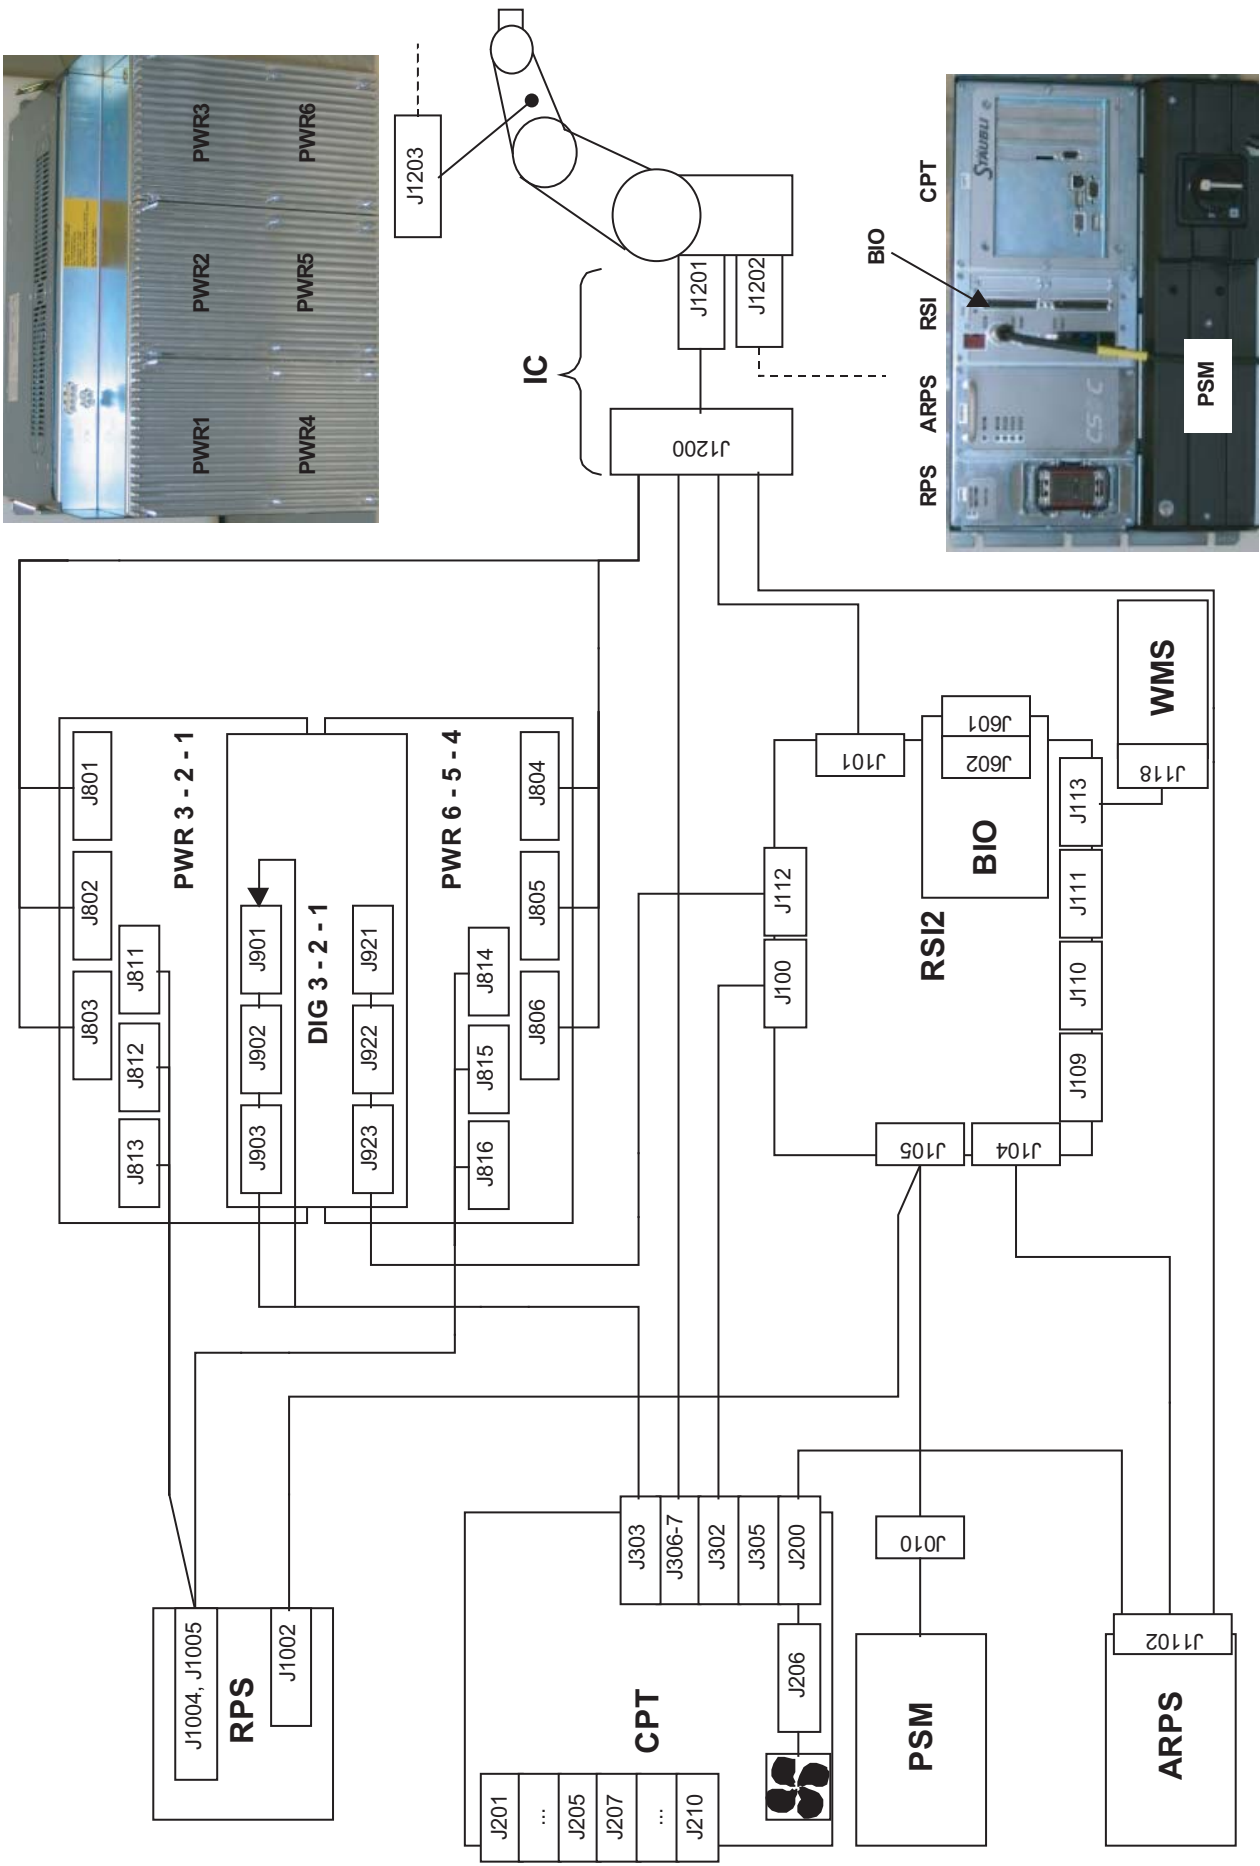 PWR1
PWR2
PWR3
PWR4
PWR5
PWR6
J1203
J1201
J1202
IC
J1200
RPS
ARPS
RSI
BIO
CPT
STAUBLI
CS8C
PSM
J803
J802
J801
J813
J812
J811
PWR 3 - 2 - 1
J903
J902
J901
DIG 3 - 2 - 1
J923
J922
J921
PWR 6 - 5 - 4
J816
J815
J814
J806
J805
J804
J100
J112
J101
RSI2
BIO
J602
J601
J105
J104
J109
J110
J111
J113
J118
WMS
J1004, J1005
RPS
J1002
J303
J306-7
J302
J305
J200
J206
CPT
J201
...
J205
J207
...
J210
PSM
J010
ARPS
J1102